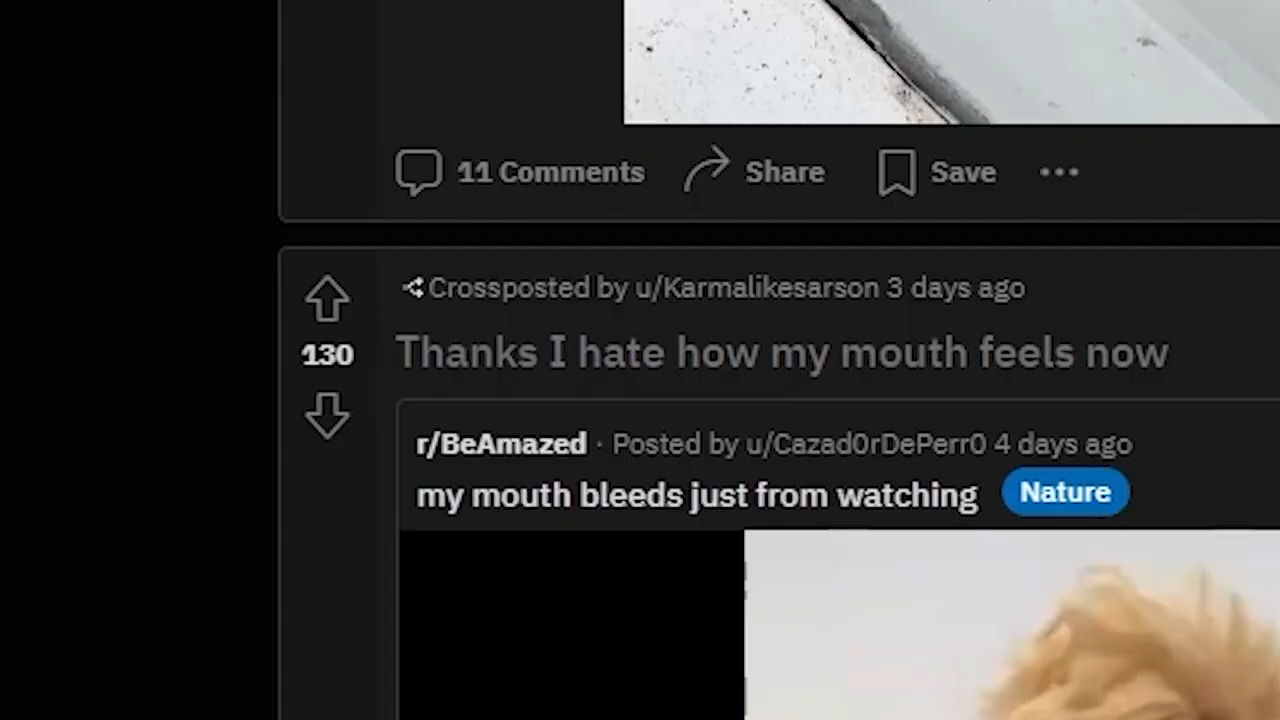 11 Comments Share Save
Crossposted by u/Karmalikesarson 3 days ago
130
Thanks I hate how my mouth feels now
r/BeAmazed · Posted by u/Cazad0rDePerr0 4 days ago
my mouth bleeds just from watching Nature